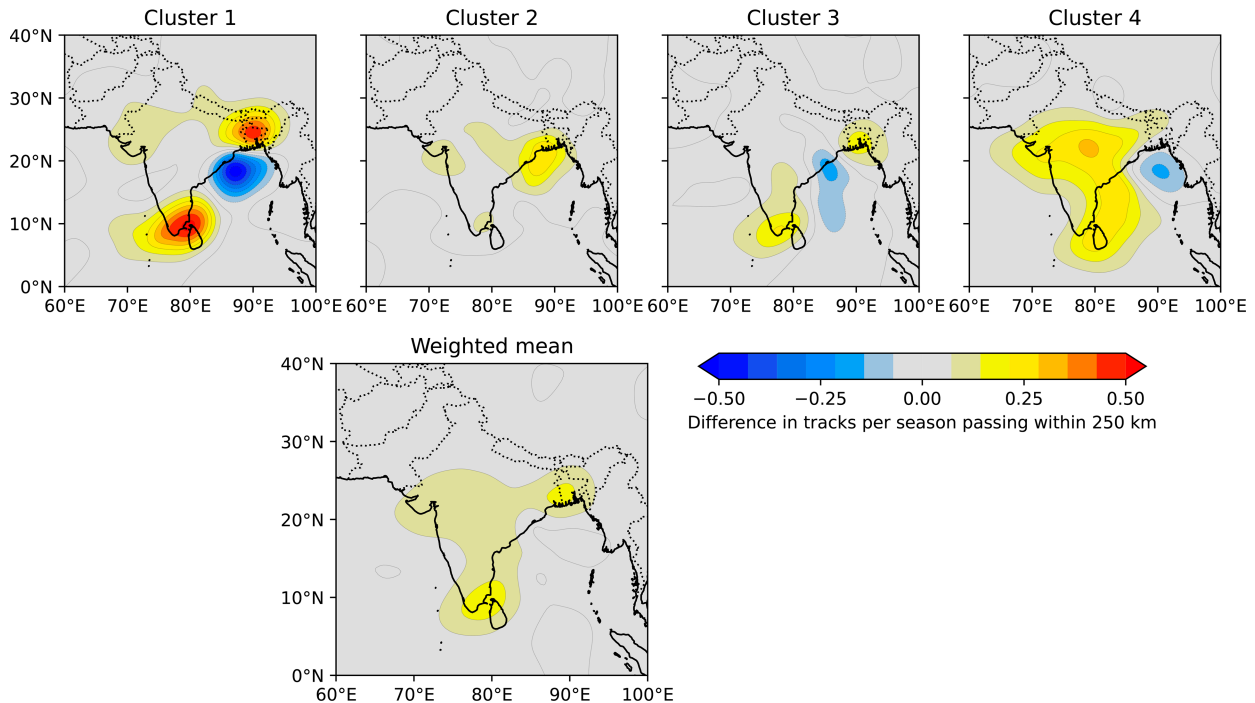 Cluster 1 Cluster 2 Cluster 3 Cluster 4
40°N
30°N
20°N
10°N
0°N
60°E 70°E 80°E 90°E 100°E 60°E 70°E 80°E 90°E 100°E 60°E 70°E 80°E 90°E 100°E 60°E 70°E 80°E 90°E 100°E
Weighted mean
40°N
30°N
20°N
10°N
0°N
60°E 70°E 80°E 90°E 100°E
−0.50 −0.25 0.00 0.25 0.50
Difference in tracks per season passing within 250 km